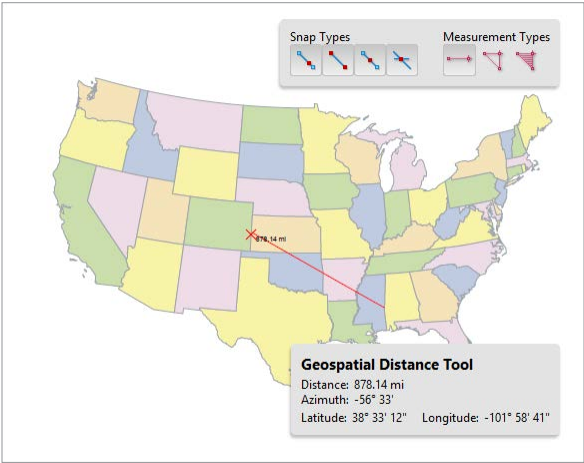 Snap Types Measurement Types
878.14 mi
Geospatial Distance Tool
Distance: 878.14 mi
Azimuth: -56° 33'
Latitude: 38° 33' 12" Longitude: -101° 58' 41"